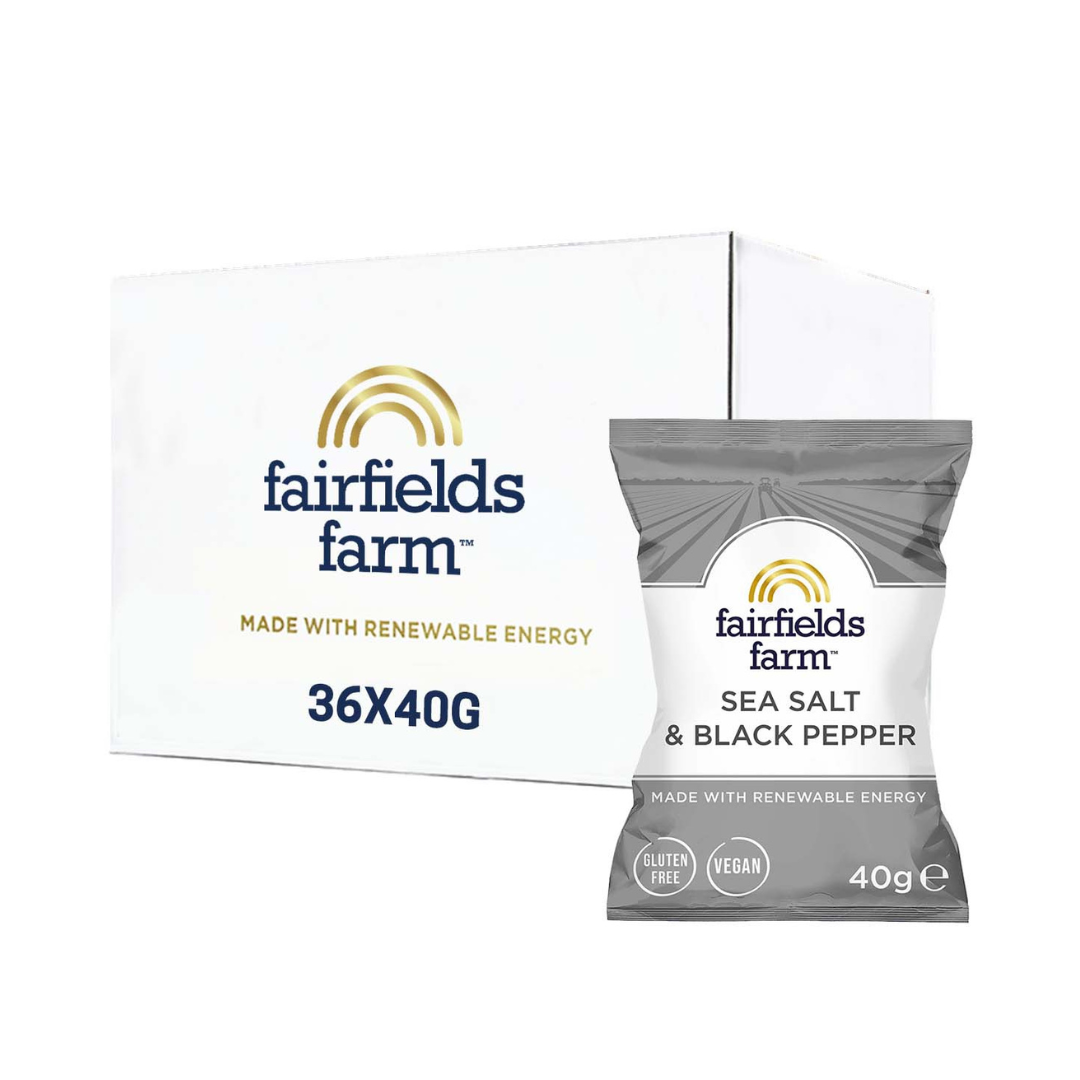 fairfields
farm™
MADE WITH RENEWABLE ENERGY
36X40G
fairfields
farm™
SEA SALT
& BLACK PEPPER
MADE WITH RENEWABLE ENERGY
GLUTEN
FREE
VEGAN
40g ℮